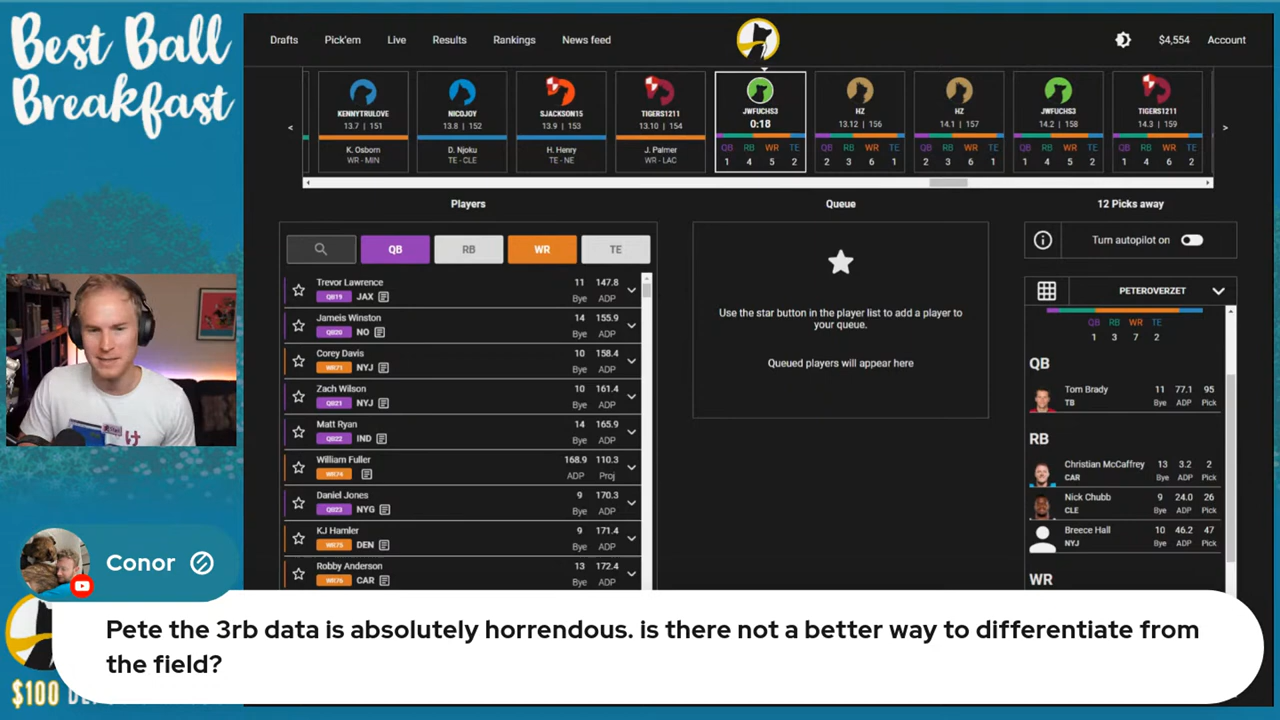 Best Ball
Breakfast
Drafts
Pick'em
Live
Results
Rankings
News feed
$4,554
Account
<
KENNYTRULOVE
13.7 | 151
K. Osborn
WR - MIN
NICOJOY
13.8 | 152
D. Njoku
TE - CLE
SJACKSON15
13.9 | 153
H. Henry
TE - NE
TIGERS1211
13.10 | 154
J. Palmer
WR - LAC
JWFUCHS3
0:18
QB RB WR TE
1 4 5 2
HZ
13.12 | 156
QB RB WR TE
2 3 6 1
HZ
14.1 | 157
QB RB WR TE
2 3 6 1
JWFUCHS3
14.2 | 158
QB RB WR TE
1 4 5 2
TIGERS1211
14.3 | 159
QB RB WR TE
1 4 6 2
>
Players
QB
RB
WR
TE
Trevor Lawrence 11 147.8
QB19 JAX Bye ADP
Jameis Winston 14 155.9
QB20 NO Bye ADP
Corey Davis 10 158.4
WR71 NYJ Bye ADP
Zach Wilson 10 161.4
QB21 NYJ Bye ADP
Matt Ryan 14 165.9
QB22 IND Bye ADP
William Fuller 168.9 110.3
WR74 ADP Proj
Daniel Jones 9 170.3
QB23 NYG Bye ADP
KJ Hamler 9 171.4
WR75 DEN Bye ADP
Robby Anderson 13 172.4
WR76 CAR Bye ADP
Queue
Use the star button in the player list to add a player to
your queue.
Queued players will appear here
12 Picks away
Turn autopilot on
PETEROVERZET
QB RB WR TE
1 3 7 2
QB
Tom Brady 11 77.1 95
TB Bye ADP Pick
RB
Christian McCaffrey 13 3.2 2
CAR Bye ADP Pick
Nick Chubb 9 24.0 26
CLE Bye ADP Pick
Breece Hall 10 46.2 47
NYJ Bye ADP Pick
WR
Conor
Pete the 3rb data is absolutely horrendous. is there not a better way to differentiate from
the field?
$100